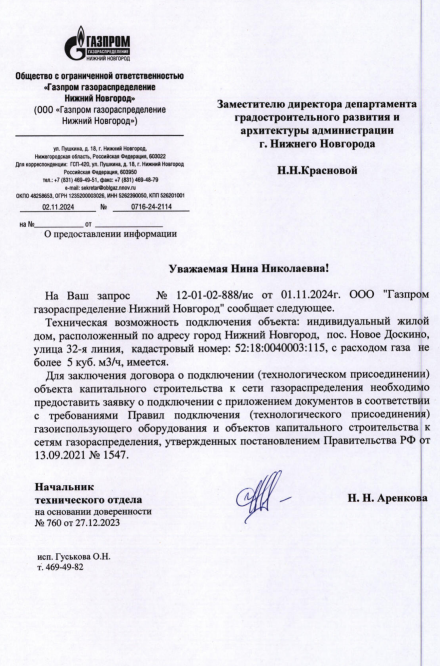 ГАЗПРОМ
ГАЗОРАСПРЕДЕЛЕНИЕ
НИЖНИЙ НОВГОРОД
Общество с ограниченной ответственностью
«Газпром газораспределение
Нижний Новгород»
(ООО «Газпром газораспределение
Нижний Новгород»)
ул. Пушкина, д. 18, г. Нижний Новгород,
Нижегородская область, Российская Федерация, 603022
Для корреспонденции: ГСП-420, ул. Пушкина, д. 18, г. Нижний Новгород
Российская Федерация, 603950
тел.: +7 (831) 469-49-51, факс: +7 (831) 469-48-79
e-mail: sekretar@oblgaz.nnov.ru
ОКПО 48258653, ОГРН 1235200003026, ИНН 5262390050, КПП 526201001
02.11.2024 № 0716-24-2114
на № от
О предоставлении информации
Заместителю директора департамента
градостроительного развития и
архитектуры администрации
г. Нижнего Новгорода
Н.Н.Красновой
Уважаемая Нина Николаевна!
На Ваш запрос № 12-01-02-888/ис от 01.11.2024г. ООО "Газпром
газораспределение Нижний Новгород" сообщает следующее.
Техническая возможность подключения объекта: индивидуальный жилой
дом, расположенный по адресу город Нижний Новгород, пос. Новое Доскино,
улица 32-я линия, кадастровый номер: 52:18:0040003:115, с расходом газа не
более 5 куб. м3/ч, имеется.
Для заключения договора о подключении (технологическом присоединении)
объекта капитального строительства к сети газораспределения необходимо
предоставить заявку о подключении с приложением документов в соответствии
с требованиями Правил подключения (технологического присоединения)
газоиспользующего оборудования и объектов капитального строительства к
сетям газораспределения, утвержденных постановлением Правительства РФ от
13.09.2021 № 1547.
Начальник
технического отдела
на основании доверенности
№ 760 от 27.12.2023
Н. Н. Аренкова
исп. Гуськова О.Н.
т. 469-49-82